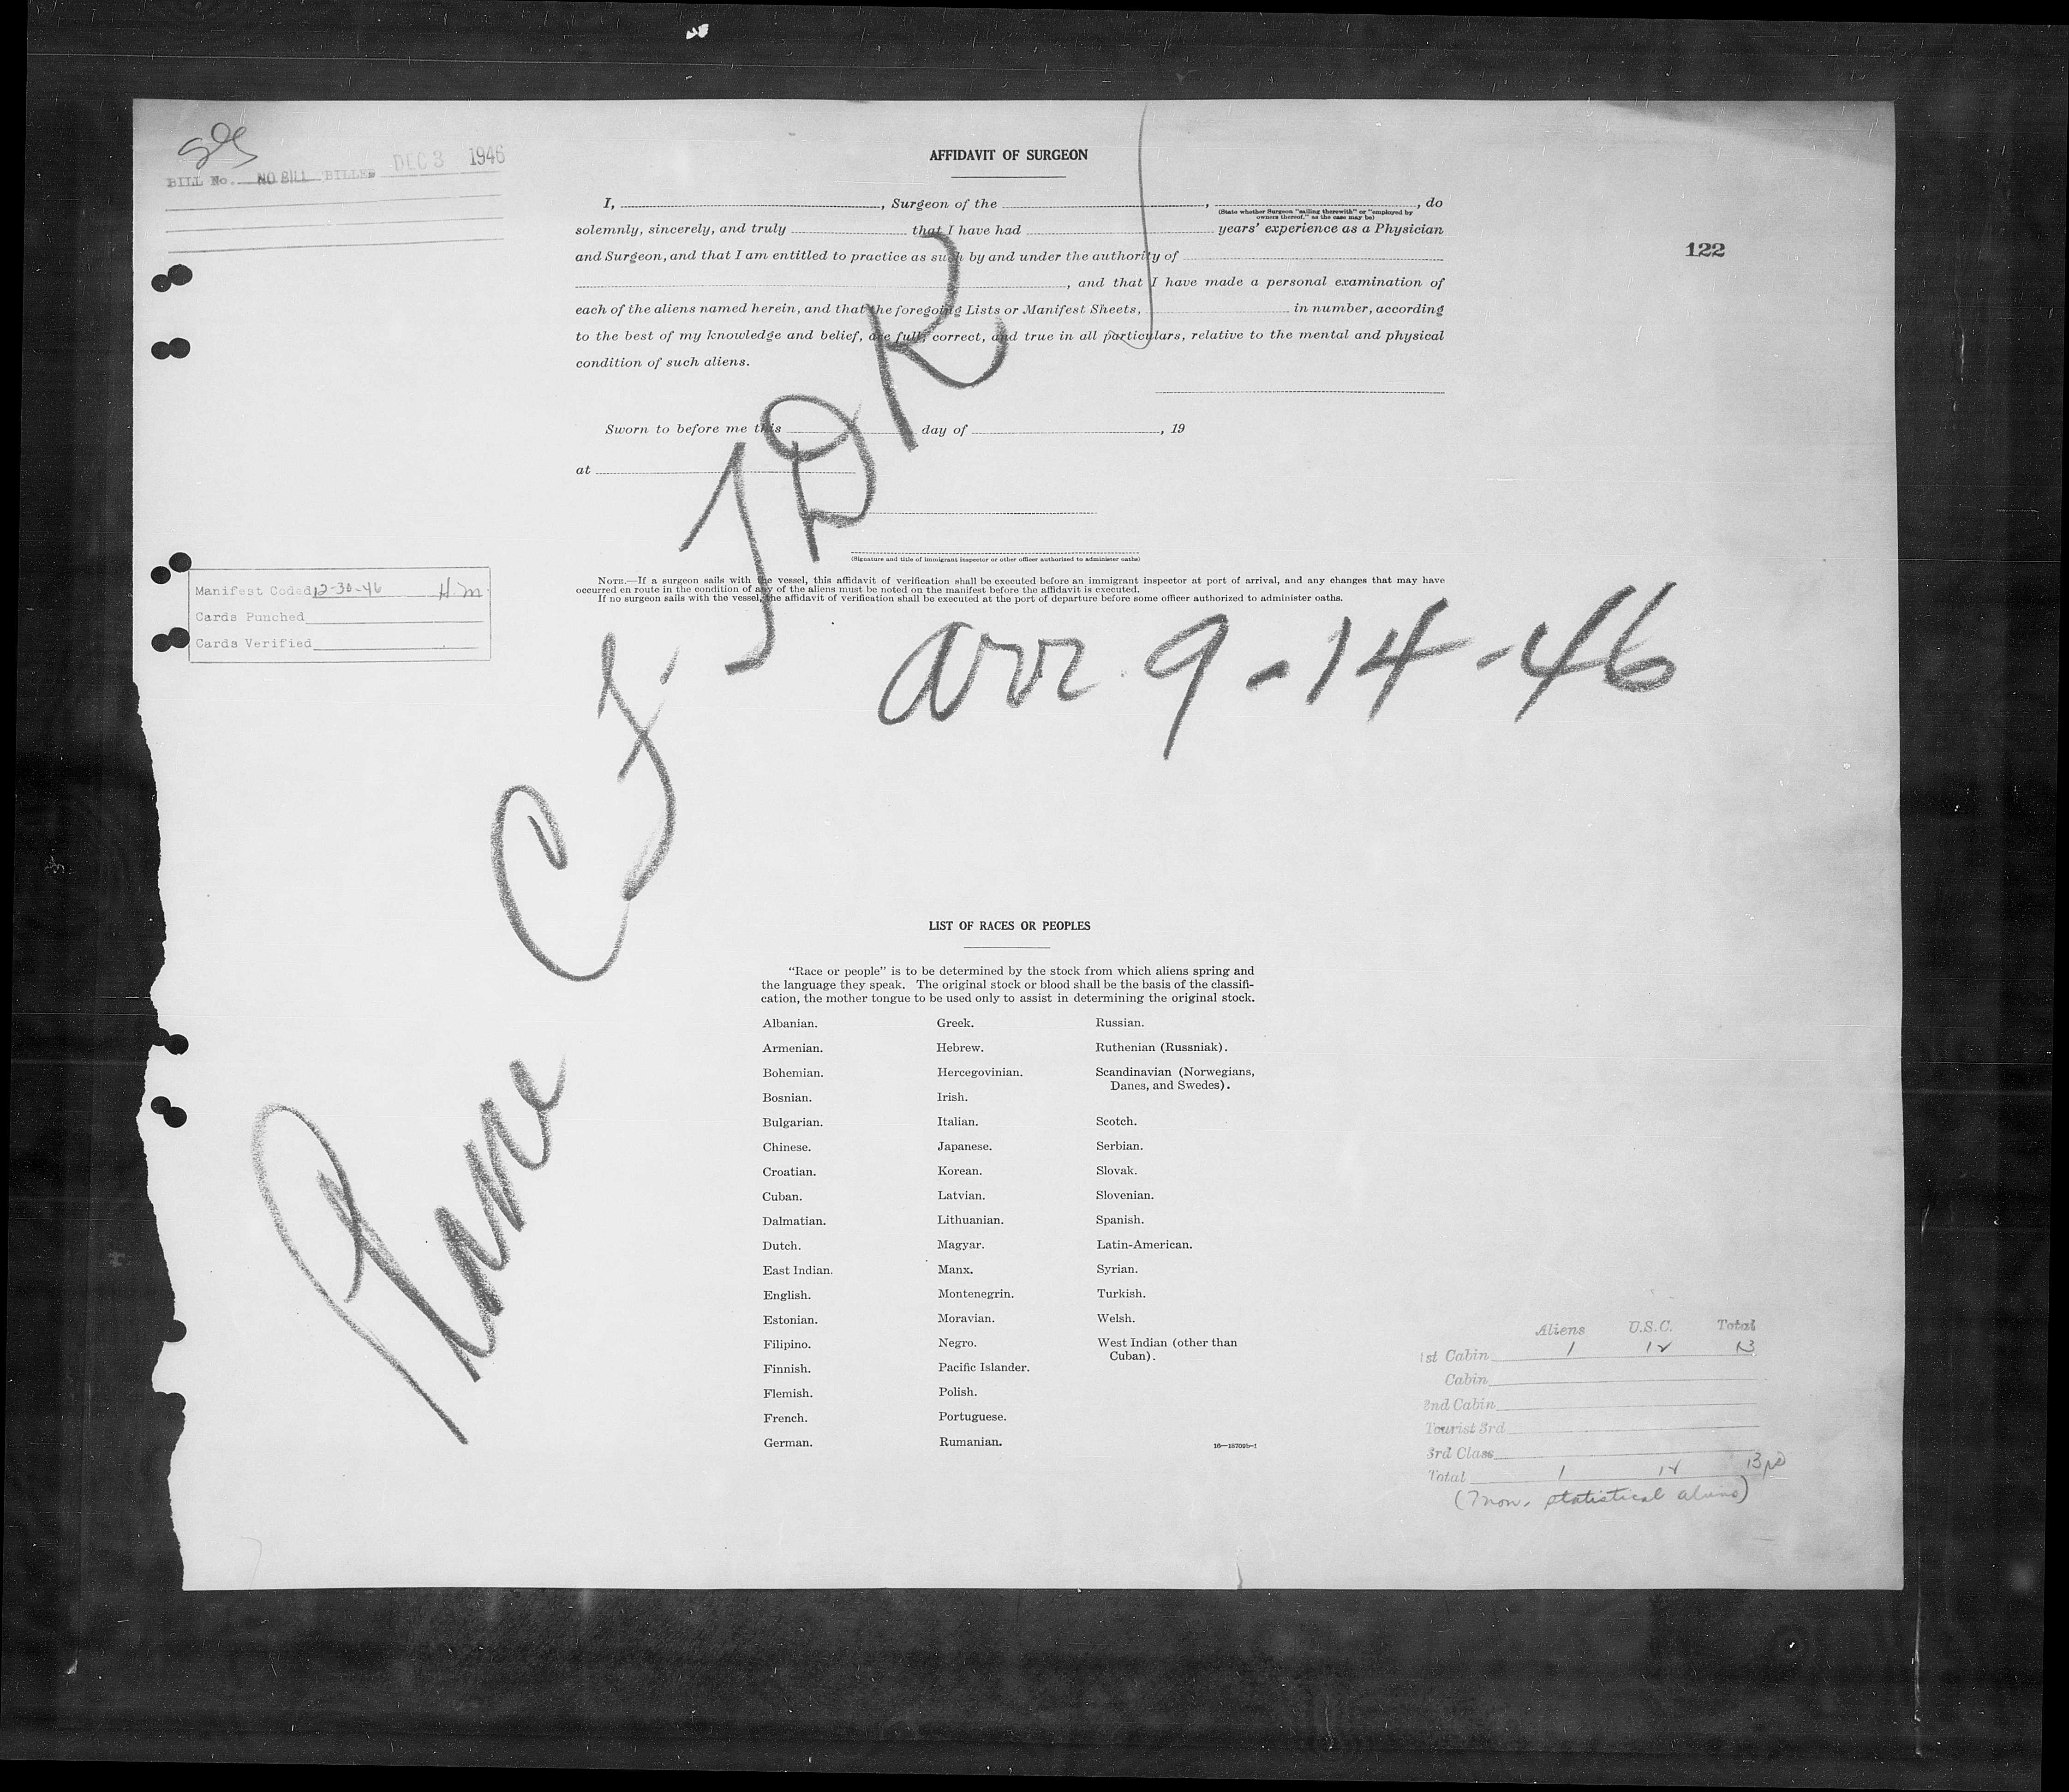 BILL No. NO BILL BILLED DEC 3 1946
AFFIDAVIT OF SURGEON
I, , Surgeon of the , , do
(State whether Surgeon "sailing therewith" or "employed by
owners thereof," as the case may be)
solemnly, sincerely, and truly that I have had years' experience as a Physician
and Surgeon, and that I am entitled to practice as such by and under the authority of
, and that I have made a personal examination of
each of the aliens named herein, and that the foregoing Lists or Manifest Sheets, in number, according
to the best of my knowledge and belief, are full, correct, and true in all particulars, relative to the mental and physical
condition of such aliens.
122
Sworn to before me this day of , 19
at
(Signature and title of immigrant inspector or other officer authorized to administer oaths)
NOTE.—If a surgeon sails with the vessel, this affidavit of verification shall be executed before an immigrant inspector at port of arrival, and any changes that may have
occurred en route in the condition of any of the aliens must be noted on the manifest before the affidavit is executed.
If no surgeon sails with the vessel, the affidavit of verification shall be executed at the port of departure before some officer authorized to administer oaths.
Manifest Coded 12-30-46 H.M
Cards Punched
Cards Verified
Plane C.F. TDR
arr. 9-14-46
LIST OF RACES OR PEOPLES
"Race or people" is to be determined by the stock from which aliens spring and
the language they speak. The original stock or blood shall be the basis of the classifi-
cation, the mother tongue to be used only to assist in determining the original stock.
Albanian.
Armenian.
Bohemian.
Bosnian.
Bulgarian.
Chinese.
Croatian.
Cuban.
Dalmatian.
Dutch.
East Indian.
English.
Estonian.
Filipino.
Finnish.
Flemish.
French.
German.
Greek.
Hebrew.
Hercegovinian.
Irish.
Italian.
Japanese.
Korean.
Latvian.
Lithuanian.
Magyar.
Manx.
Montenegrin.
Moravian.
Negro.
Pacific Islander.
Polish.
Portuguese.
Rumanian.
Russian.
Ruthenian (Russniak).
Scandinavian (Norwegians,
Danes, and Swedes).
Scotch.
Serbian.
Slovak.
Slovenian.
Spanish.
Latin-American.
Syrian.
Turkish.
Welsh.
West Indian (other than
Cuban).
16—18709b-1
Aliens U.S.C. Total
1st Cabin 1 12 13
Cabin
2nd Cabin
Tourist 3rd
3rd Class
Total 1 12 13
non. statistical aliens)